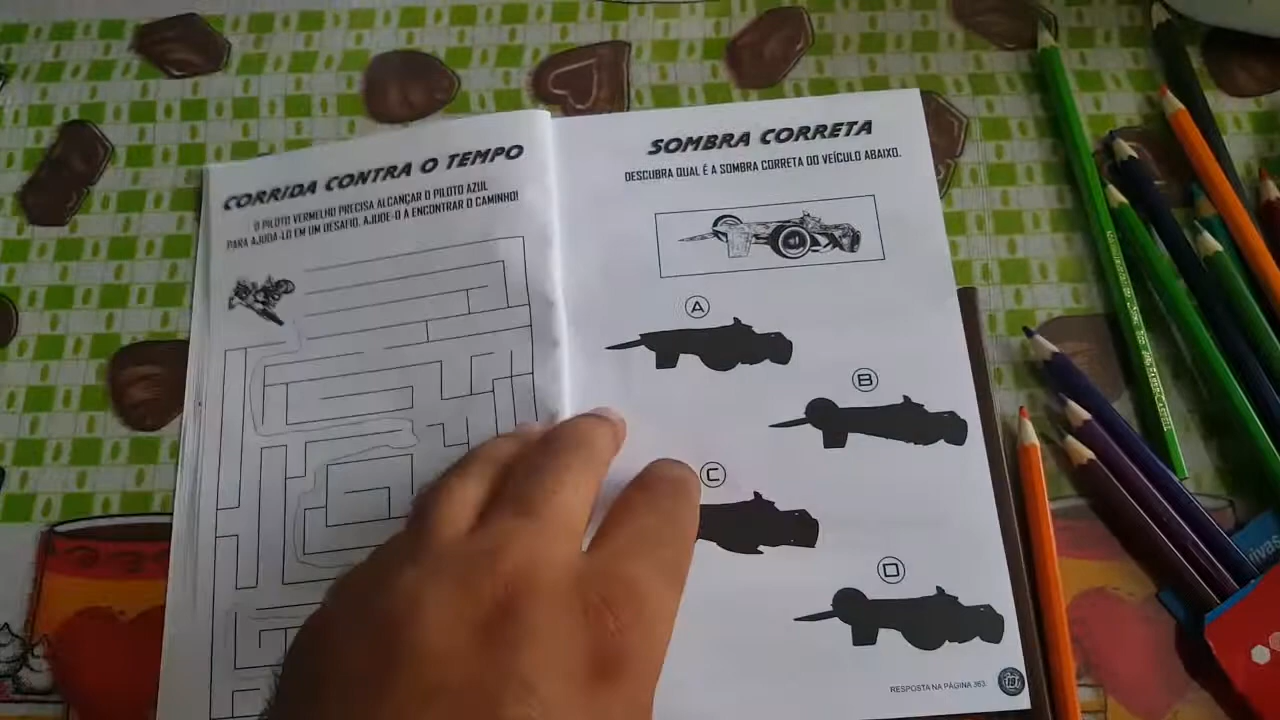 CORRIDA CONTRA O TEMPO
O PILOTO VERMELHO PRECISA ALCANÇAR O PILOTO AZUL
PARA AJUDÁ-LO EM UM DESAFIO. AJUDE-O A ENCONTRAR O CAMINHO!
SOMBRA CORRETA
DESCUBRA QUAL É A SOMBRA CORRETA DO VEÍCULO ABAIXO.
A
B
C
D
RESPOSTA NA PÁGINA 363.